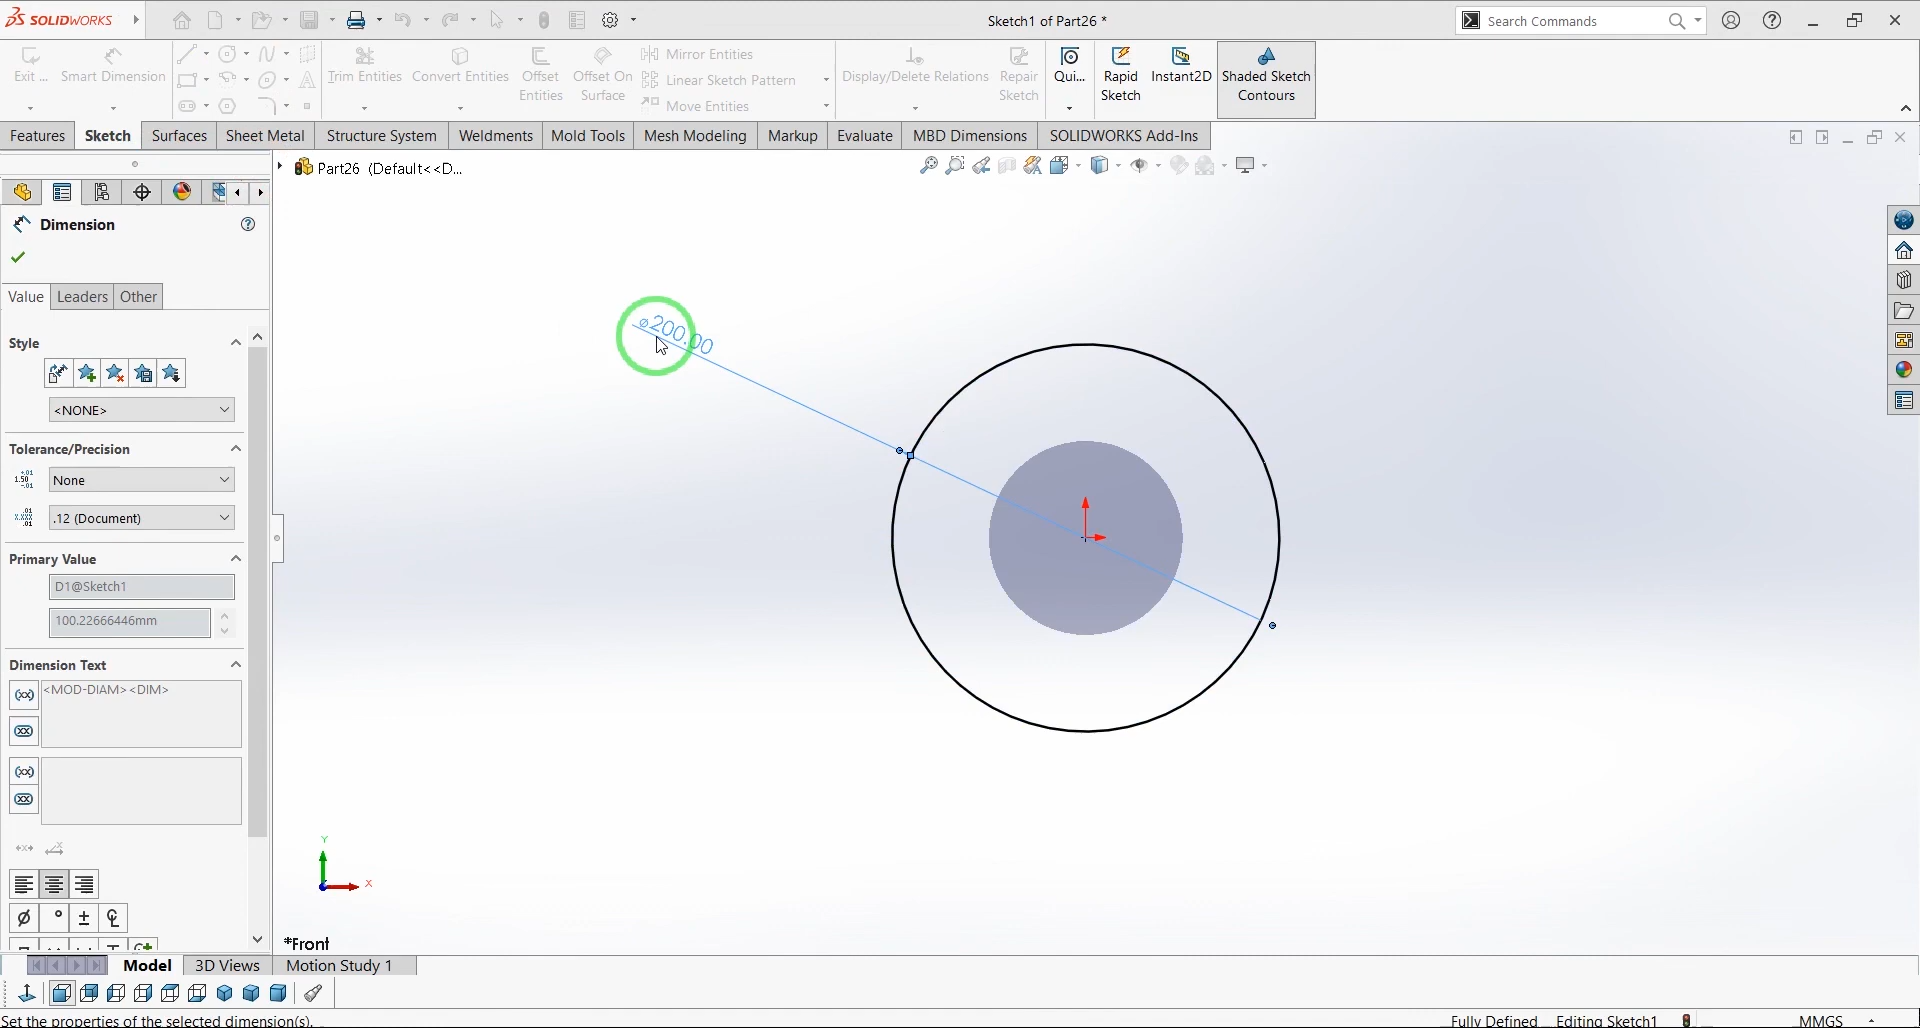 SOLIDWORKS
Sketch1 of Part26 *
Search Commands
Exit ...
Smart Dimension
Trim Entities
Convert Entities
Offset Entities
Offset On Surface
Mirror Entities
Linear Sketch Pattern
Move Entities
Display/Delete Relations
Repair Sketch
Qui...
Rapid Sketch
Instant2D
Shaded Sketch Contours
Features
Sketch
Surfaces
Sheet Metal
Structure System
Weldments
Mold Tools
Mesh Modeling
Markup
Evaluate
MBD Dimensions
SOLIDWORKS Add-Ins
Part26 (Default<<D...
Dimension
Value
Leaders
Other
Style
<NONE>
Tolerance/Precision
None
.12 (Document)
Primary Value
D1@Sketch1
100.22666446mm
Dimension Text
<MOD-DIAM><DIM>
⌀200.00
Y
X
*Front
Model
3D Views
Motion Study 1
Set the properties of the selected dimension(s).
Fully Defined
Editing Sketch1
MMGS